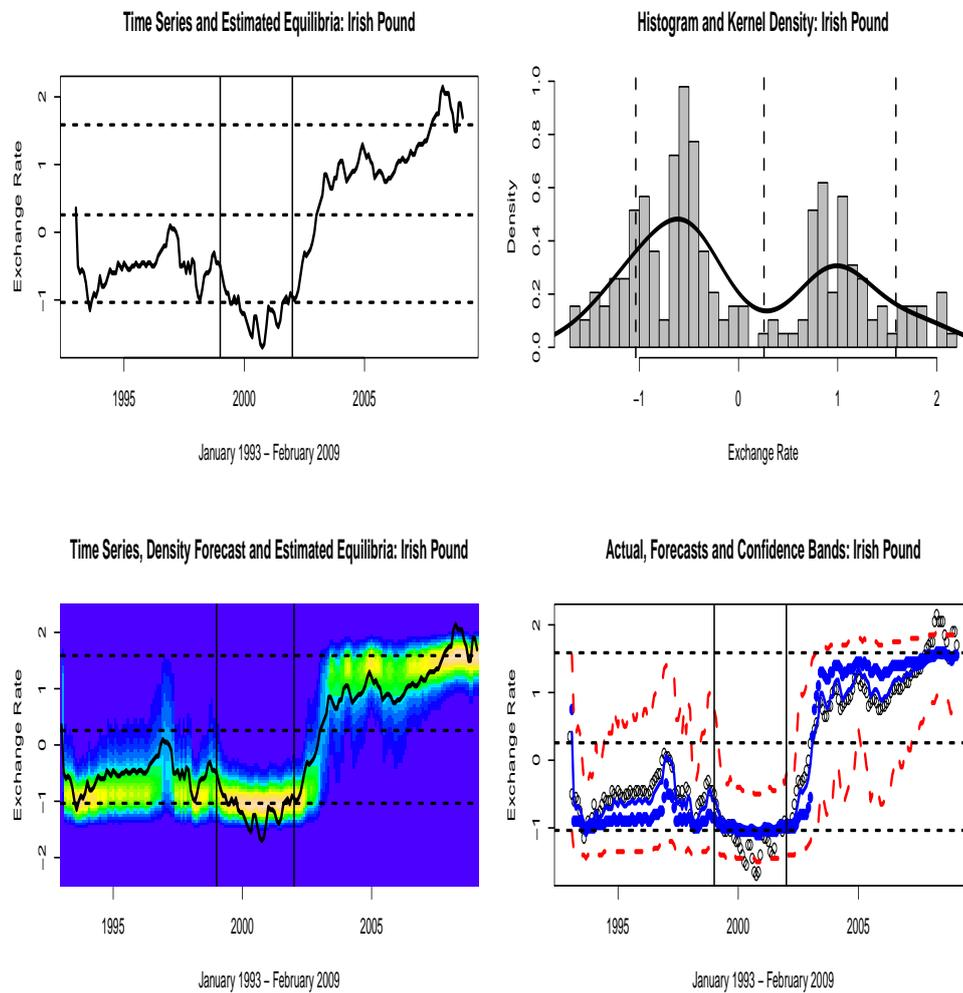 Time Series and Estimated Equilibria: Irish Pound
Exchange Rate
2
1
0
−1
1995
2000
2005
January 1993 − February 2009
Histogram and Kernel Density: Irish Pound
Density
1.0
0.8
0.6
0.4
0.2
0.0
−1
0
1
2
Exchange Rate
Time Series, Density Forecast and Estimated Equilibria: Irish Pound
Exchange Rate
2
1
0
−1
−2
1995
2000
2005
January 1993 − February 2009
Actual, Forecasts and Confidence Bands: Irish Pound
Exchange Rate
2
1
0
−1
1995
2000
2005
January 1993 − February 2009